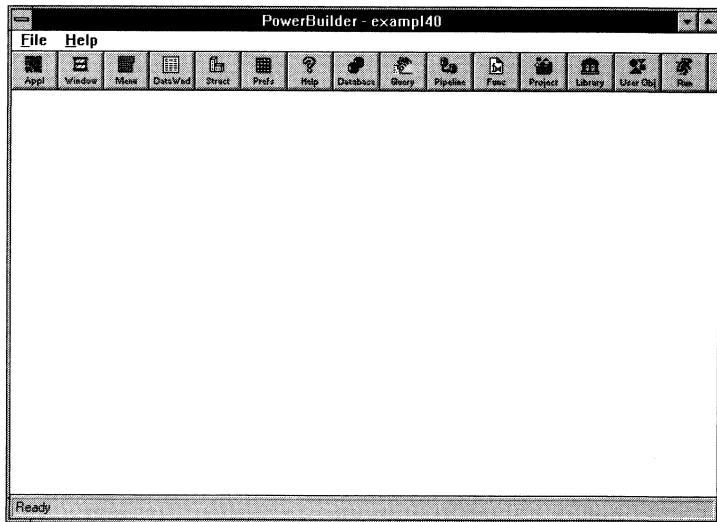 PowerBuilder - exampl40
File Help
Appl Window Menu DataWnd Struct Prefs Help Database Query Pipeline Func Project Library User Obj Run
Ready